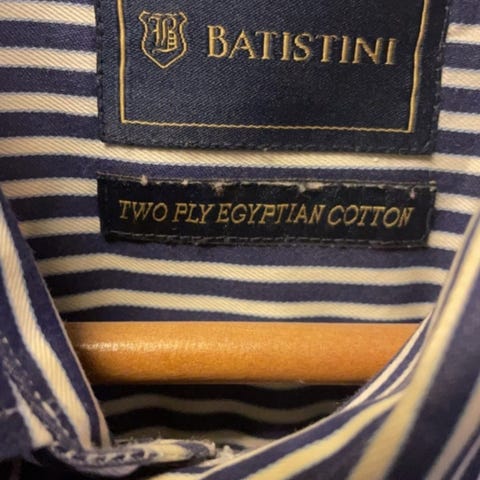 B BATISTINI
TWO PLY EGYPTIAN COTTON